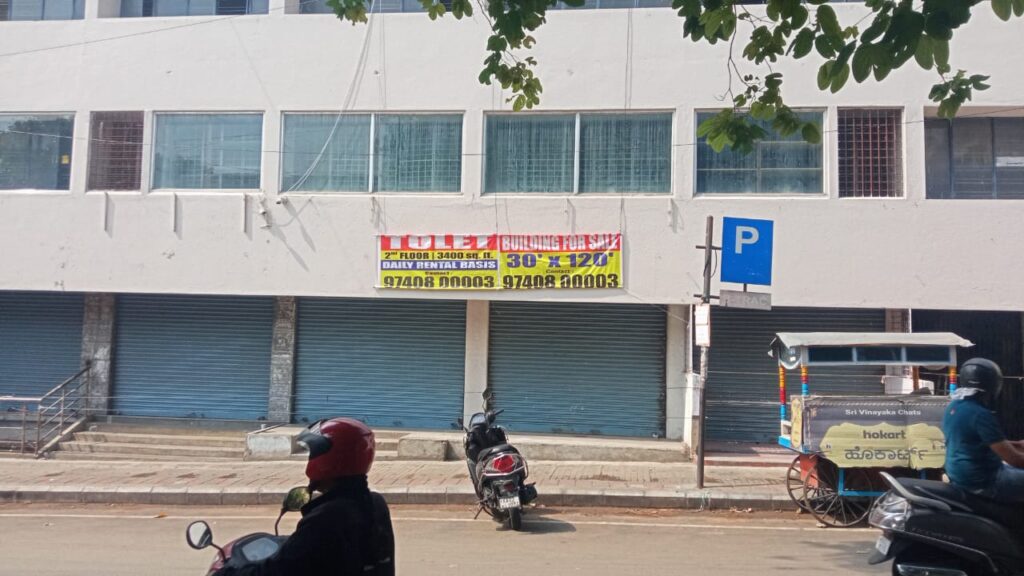 TOLET
2ND FLOOR | 3400 sq. ft.
DAILY RENTAL BASIS
Contact :
97408 00003
BUILDING FOR SALE
30' x 120'
Contact :
97408 00003
P
Sri Vinayaka Chats
hokart
ಹೊಕಾರ್ಟ್